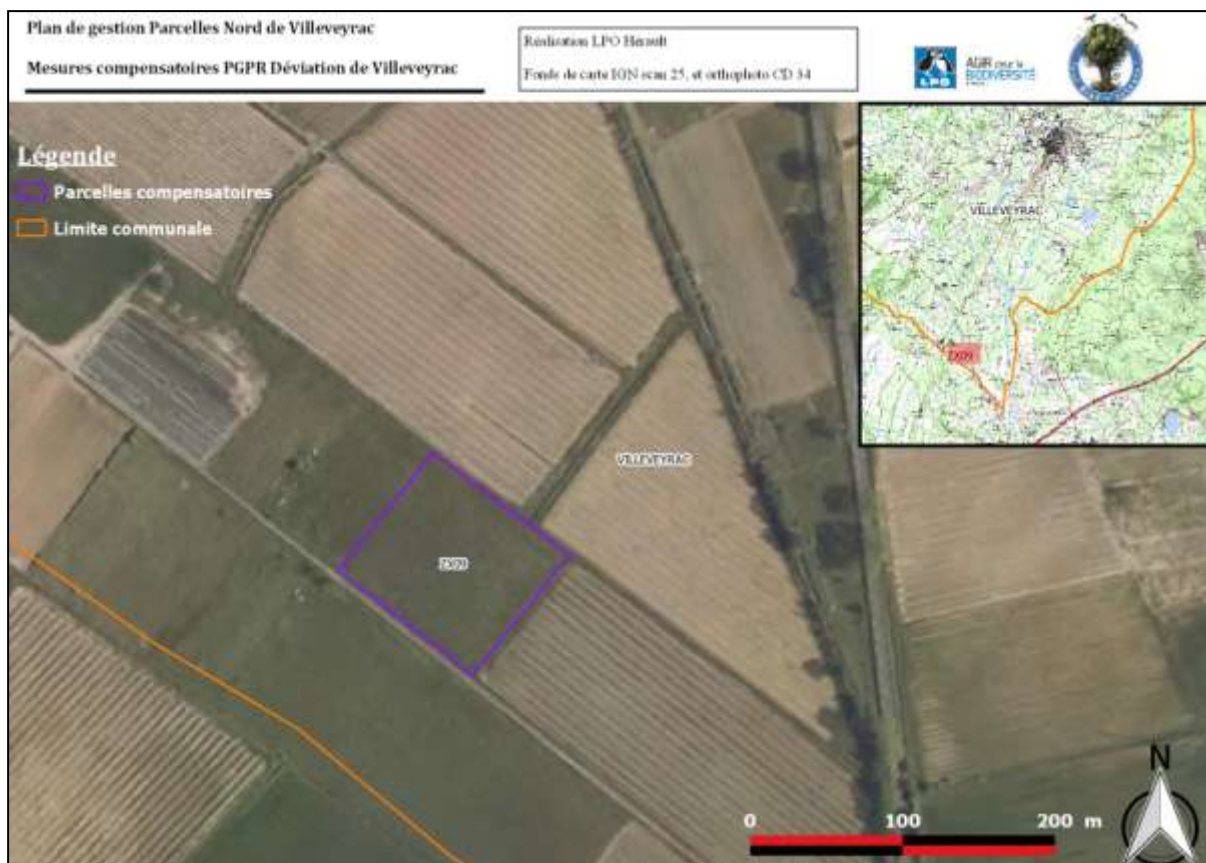 Plan de gestion Parcelles Nord de Villeveyrac
Mesures compensatoires PGPR Déviation de Villeveyrac
Réalisation LPO Hérault
Fonds de carte IGN scan 25, et orthophoto CD 34
LPO
AGIR pour la
BIODIVERSITÉ
Légende
Parcelles compensatoires
Limite communale
VILLEVEYRAC
ZX09
VILLEVEYRAC
ZX09
N
0 100 200 m